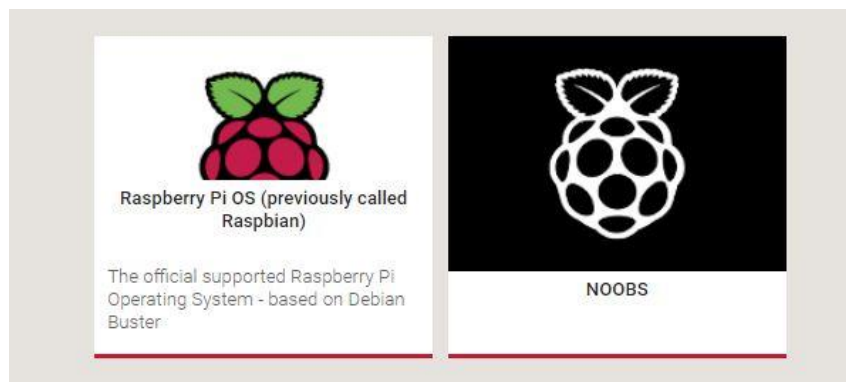 Raspberry Pi OS (previously called
Raspbian)
The official supported Raspberry Pi
Operating System - based on Debian
Buster
NOOBS